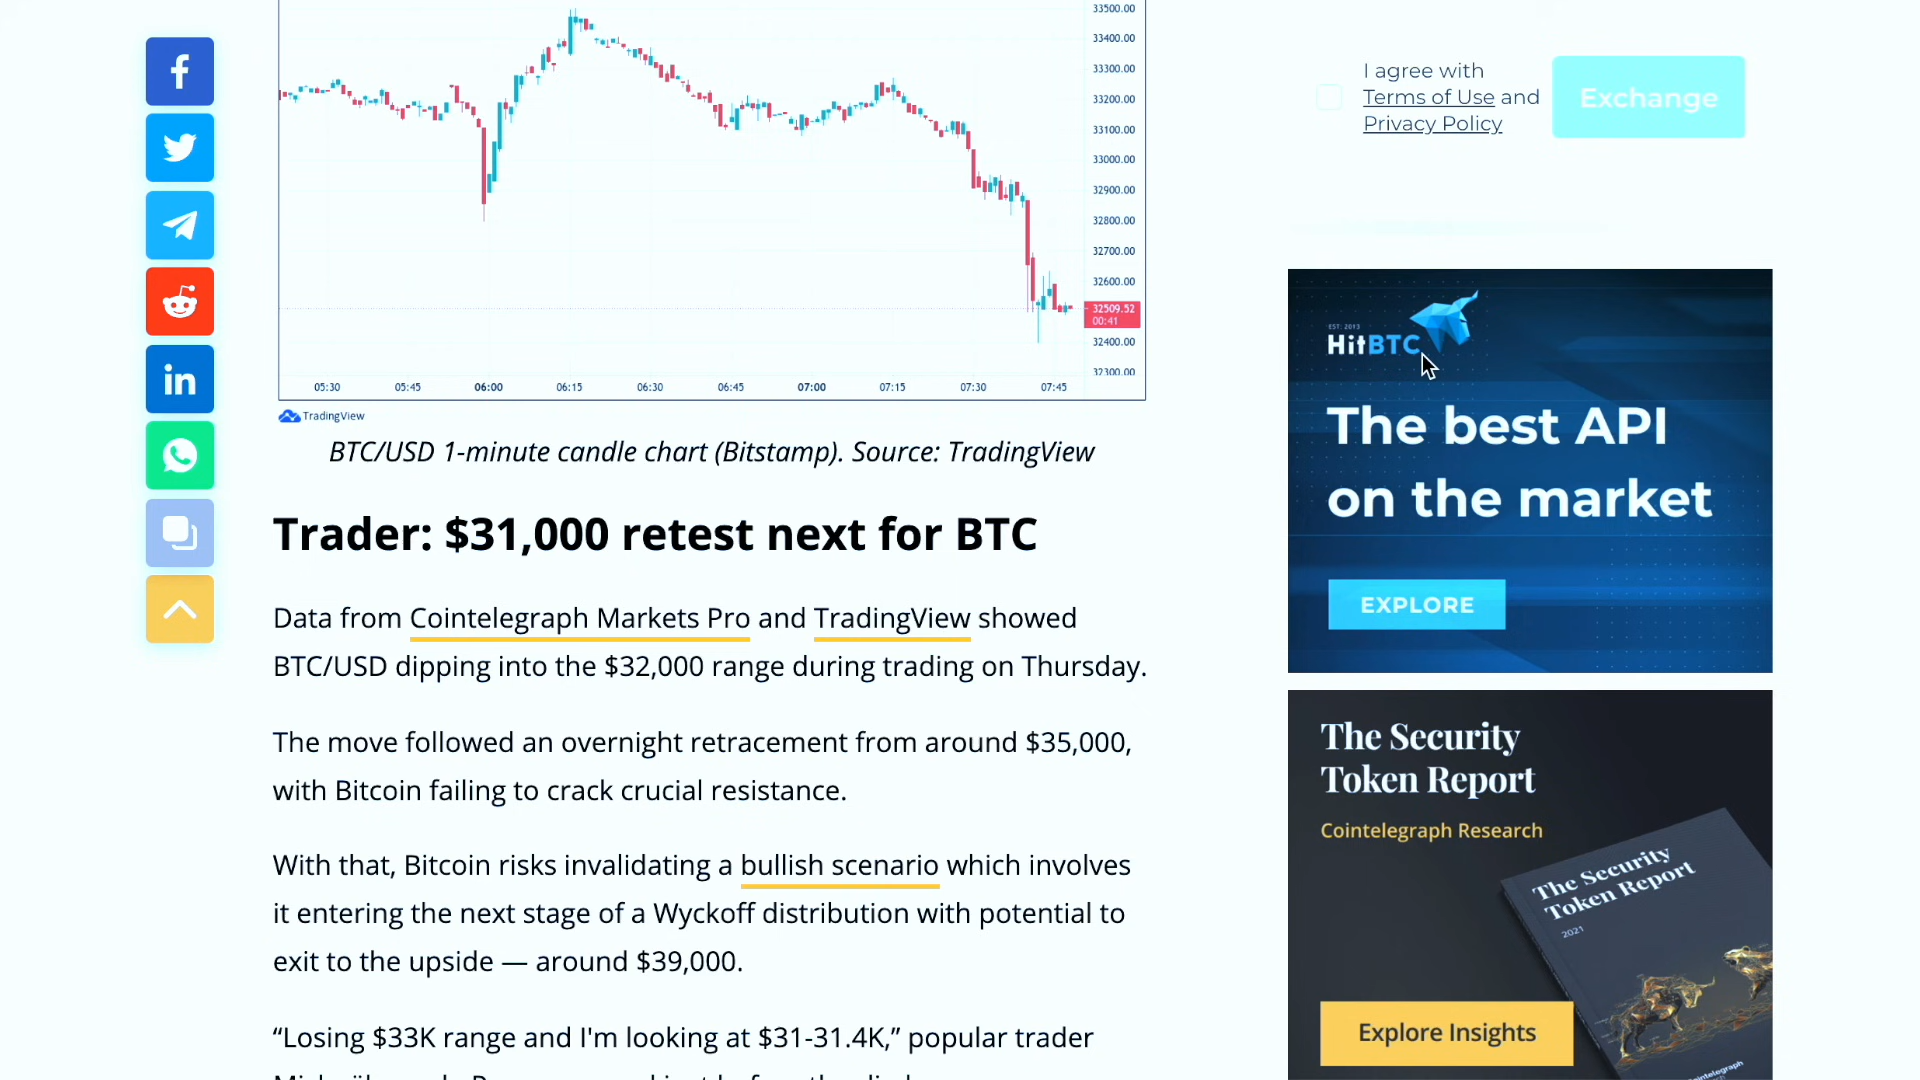 33500.00
33400.00
33300.00
33200.00
33100.00
33000.00
32900.00
32800.00
32700.00
32600.00
32509.52
00:41
32400.00
32300.00
05:30 05:45 06:00 06:15 06:30 06:45 07:00 07:15 07:30 07:45
TradingView
BTC/USD 1-minute candle chart (Bitstamp). Source: TradingView
Trader: $31,000 retest next for BTC
Data from Cointelegraph Markets Pro and TradingView showed
BTC/USD dipping into the $32,000 range during trading on Thursday.
The move followed an overnight retracement from around $35,000,
with Bitcoin failing to crack crucial resistance.
With that, Bitcoin risks invalidating a bullish scenario which involves
it entering the next stage of a Wyckoff distribution with potential to
exit to the upside — around $39,000.
“Losing $33K range and I'm looking at $31-31.4K,” popular trader
I agree with
Terms of Use and
Privacy Policy
Exchange
EST. 2013
HitBTC
The best API
on the market
EXPLORE
The Security
Token Report
Cointelegraph Research
The Security
Token Report
2021
Explore Insights
cointelegraph